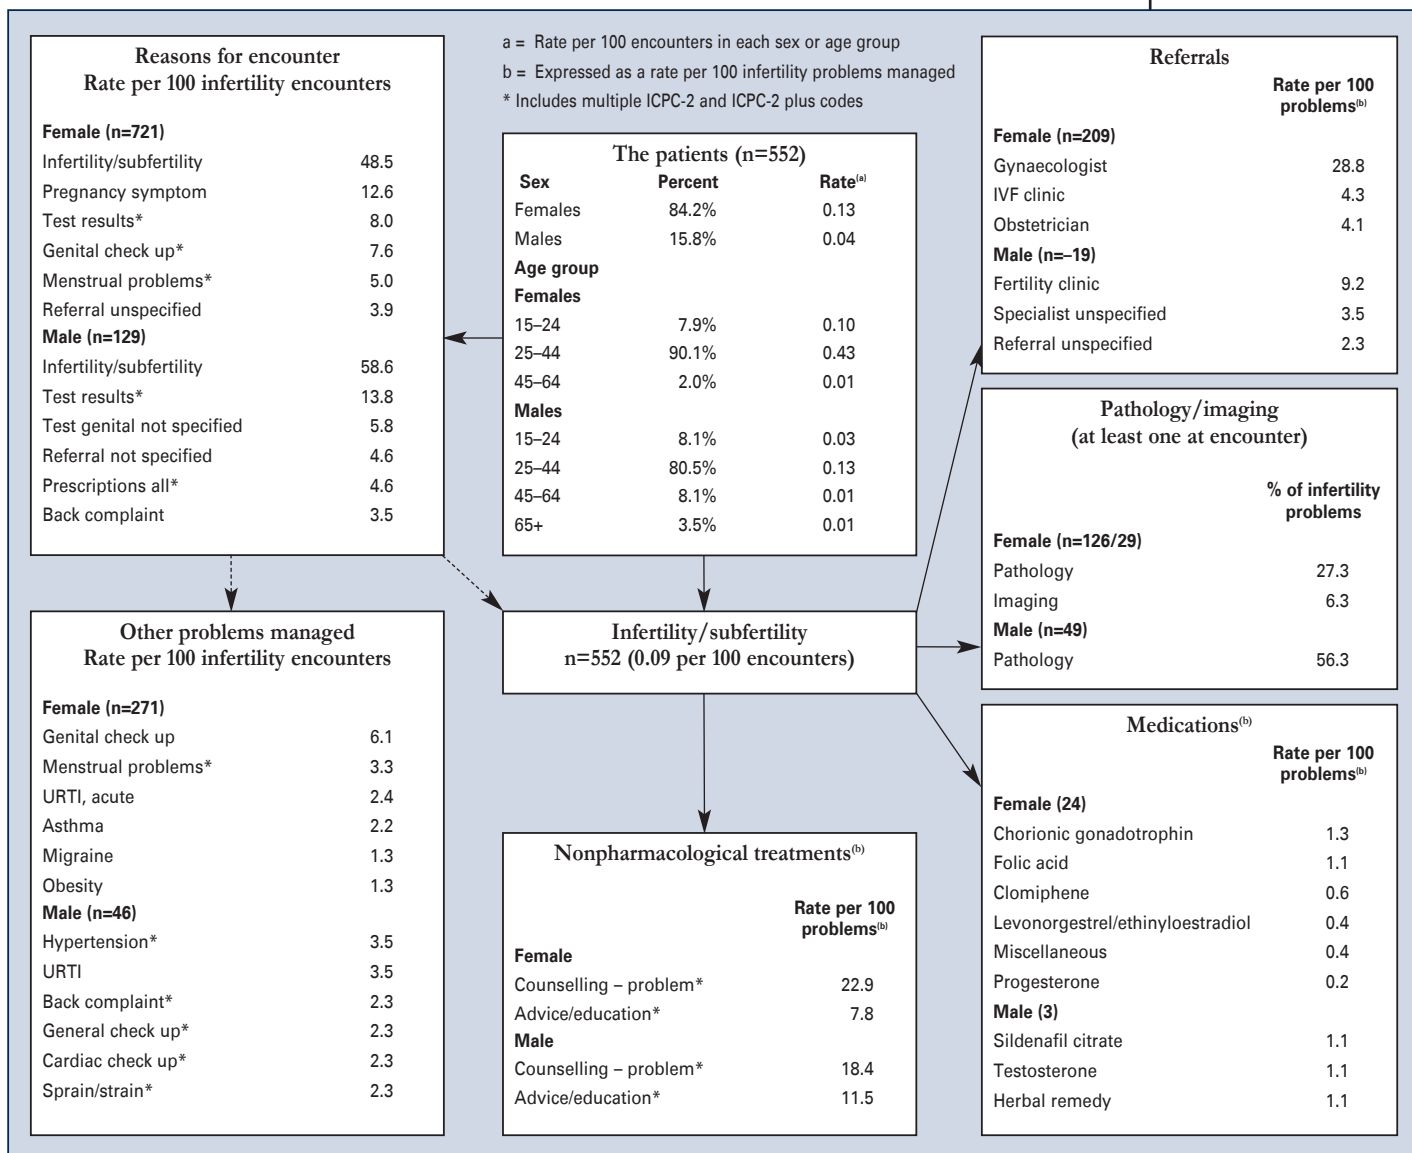 Reasons for encounter
Rate per 100 infertility encounters
Female (n=721)
Infertility/subfertility 48.5
Pregnancy symptom 12.6
Test results* 8.0
Genital check up* 7.6
Menstrual problems* 5.0
Referral unspecified 3.9
Male (n=129)
Infertility/subfertility 58.6
Test results* 13.8
Test genital not specified 5.8
Referral not specified 4.6
Prescriptions all* 4.6
Back complaint 3.5
a = Rate per 100 encounters in each sex or age group
b = Expressed as a rate per 100 infertility problems managed
* Includes multiple ICPC-2 and ICPC-2 plus codes
The patients (n=552)
Sex Percent Rate(a)
Females 84.2% 0.13
Males 15.8% 0.04
Age group
Females
15–24 7.9% 0.10
25–44 90.1% 0.43
45–64 2.0% 0.01
Males
15–24 8.1% 0.03
25–44 80.5% 0.13
45–64 8.1% 0.01
65+ 3.5% 0.01
Referrals
Rate per 100
problems(b)
Female (n=209)
Gynaecologist 28.8
IVF clinic 4.3
Obstetrician 4.1
Male (n=–19)
Fertility clinic 9.2
Specialist unspecified 3.5
Referral unspecified 2.3
Pathology/imaging
(at least one at encounter)
% of infertility
problems
Female (n=126/29)
Pathology 27.3
Imaging 6.3
Male (n=49)
Pathology 56.3
Other problems managed
Rate per 100 infertility encounters
Female (n=271)
Genital check up 6.1
Menstrual problems* 3.3
URTI, acute 2.4
Asthma 2.2
Migraine 1.3
Obesity 1.3
Male (n=46)
Hypertension* 3.5
URTI 3.5
Back complaint* 2.3
General check up* 2.3
Cardiac check up* 2.3
Sprain/strain* 2.3
Infertility/subfertility
n=552 (0.09 per 100 encounters)
Nonpharmacological treatments(b)
Rate per 100
problems(b)
Female
Counselling – problem* 22.9
Advice/education* 7.8
Male
Counselling – problem* 18.4
Advice/education* 11.5
Medications(b)
Rate per 100
problems(b)
Female (24)
Chorionic gonadotrophin 1.3
Folic acid 1.1
Clomiphene 0.6
Levonorgestrel/ethinyloestradiol 0.4
Miscellaneous 0.4
Progesterone 0.2
Male (3)
Sildenafil citrate 1.1
Testosterone 1.1
Herbal remedy 1.1